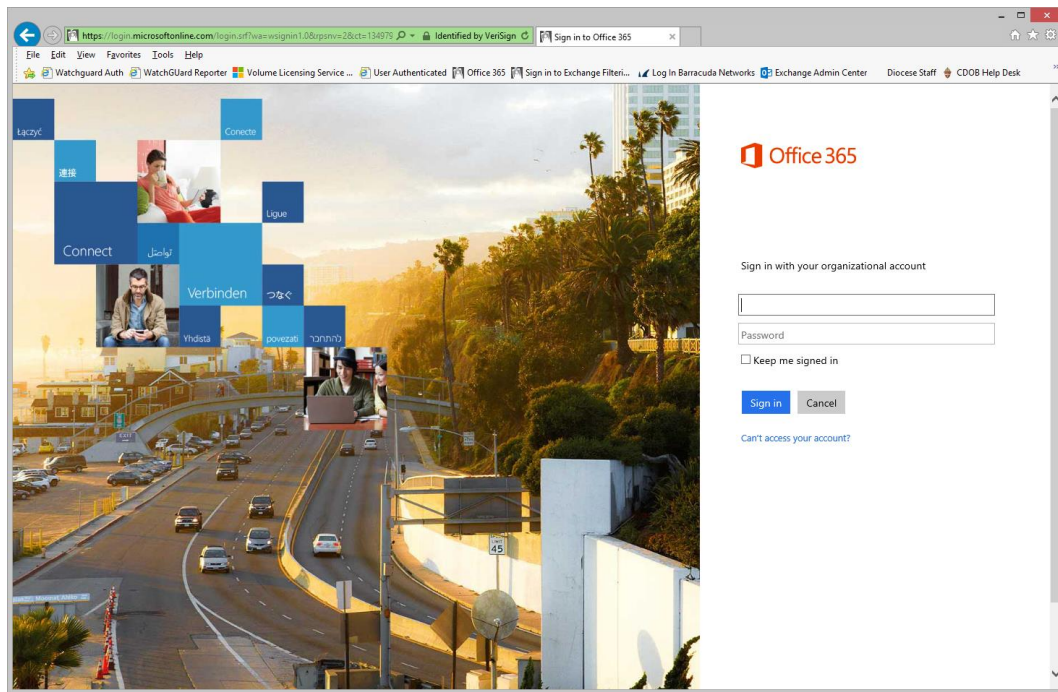 https://login.microsoftonline.com/login.srf?wa=wsignin1.0&rpsnv=2&ct=134979
Identified by VeriSign
Sign in to Office 365
File Edit View Favorites Tools Help
Watchguard Auth WatchGUard Reporter Volume Licensing Service ... User Authenticated Office 365 Sign in to Exchange Filteri... Log In Barracuda Networks Exchange Admin Center Diocese Staff CDOB Help Desk
Łączyć
Conecte
連接
Ligue
Connect
تواصل
Verbinden
つなぐ
Yhdistä
povezati
להתחבר
EXIT
LIMIT
45
Office 365
Sign in with your organizational account
Password
Keep me signed in
Sign in Cancel
Can't access your account?